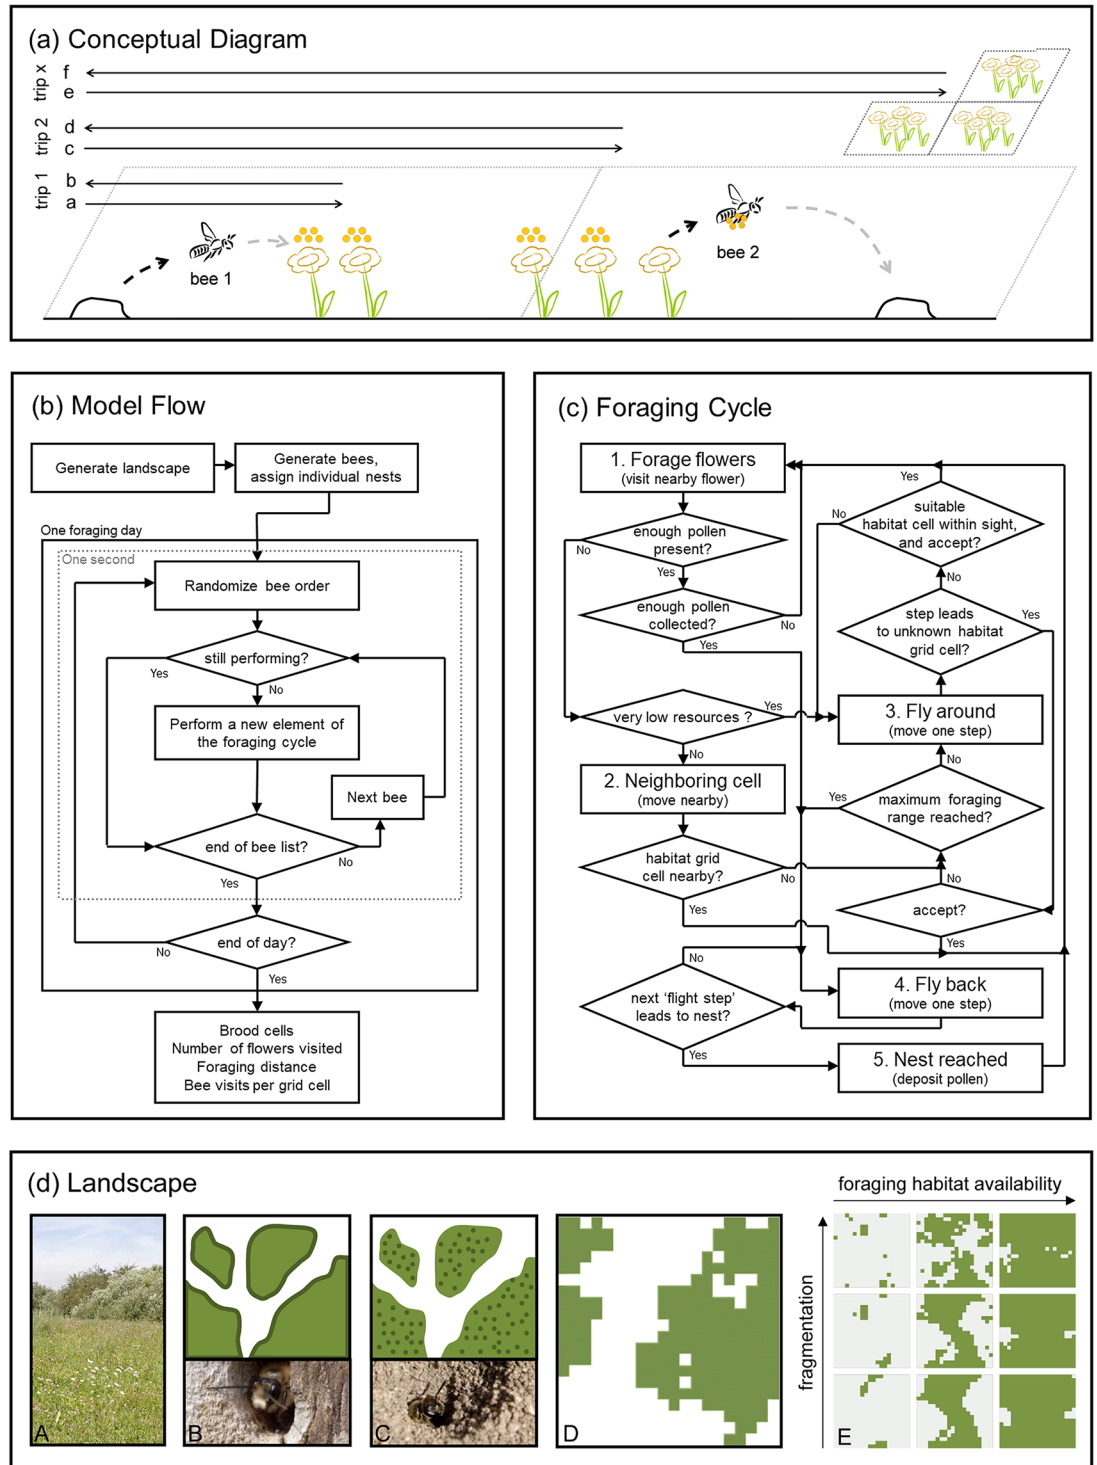 (a) Conceptual Diagram
trip x
f
e
trip 2
d
c
trip 1
b
a
bee 1
bee 2
(b) Model Flow
Generate landscape
Generate bees,
assign individual nests
One foraging day
One second
Randomize bee order
still performing?
Yes
No
Perform a new element of
the foraging cycle
Next bee
end of bee list?
No
Yes
end of day?
No
Yes
Brood cells
Number of flowers visited
Foraging distance
Bee visits per grid cell
(c) Foraging Cycle
1. Forage flowers
(visit nearby flower)
enough pollen
present?
No
Yes
enough pollen
collected?
No
Yes
very low resources ?
Yes
No
2. Neighboring cell
(move nearby)
habitat grid
cell nearby?
No
Yes
Yes
suitable
habitat cell within sight,
and accept?
No
No
step leads
to unknown habitat
grid cell?
Yes
3. Fly around
(move one step)
No
Yes
maximum foraging
range reached?
No
accept?
Yes
No
next ‘flight step’
leads to nest?
Yes
4. Fly back
(move one step)
5. Nest reached
(deposit pollen)
(d) Landscape
A
B
C
D
foraging habitat availability
fragmentation
E